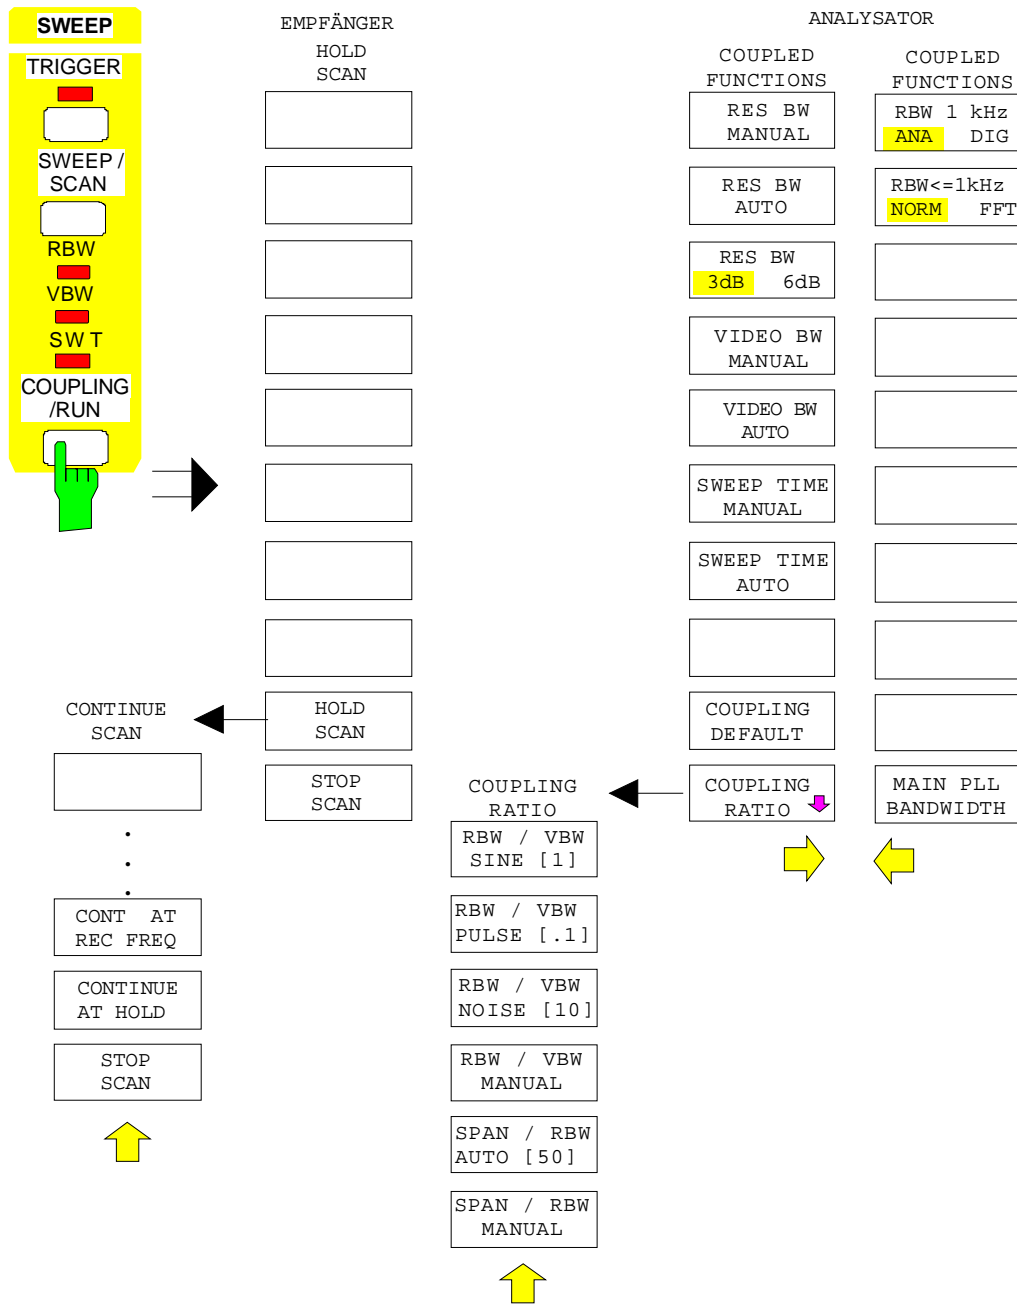 SWEEP
TRIGGER
SWEEP /
SCAN
RBW
VBW
SW T
COUPLING
/RUN
EMPFÄNGER
HOLD
SCAN
HOLD
SCAN
STOP
SCAN
CONTINUE
SCAN
.
.
.
CONT AT
REC FREQ
CONTINUE
AT HOLD
STOP
SCAN
ANALYSATOR
COUPLED
FUNCTIONS
RES BW
MANUAL
RES BW
AUTO
RES BW
3dB 6dB
VIDEO BW
MANUAL
VIDEO BW
AUTO
SWEEP TIME
MANUAL
SWEEP TIME
AUTO
COUPLING
DEFAULT
COUPLING
RATIO
COUPLED
FUNCTIONS
RBW 1 kHz
ANA DIG
RBW<=1kHz
NORM FFT
MAIN PLL
BANDWIDTH
COUPLING
RATIO
RBW / VBW
SINE [1]
RBW / VBW
PULSE [.1]
RBW / VBW
NOISE [10]
RBW / VBW
MANUAL
SPAN / RBW
AUTO [50]
SPAN / RBW
MANUAL